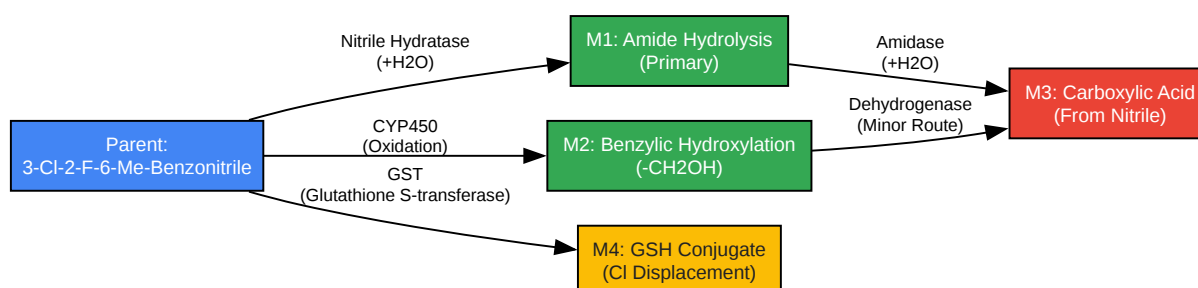 Parent:
3-Cl-2-F-6-Me-Benzonitrile
Nitrile Hydratase
(+H2O)
CYP450
(Oxidation)
GST
(Glutathione S-transferase)
M1: Amide Hydrolysis
(Primary)
M2: Benzylic Hydroxylation
(-CH2OH)
M4: GSH Conjugate
(Cl Displacement)
Amidase
(+H2O)
Dehydrogenase
(Minor Route)
M3: Carboxylic Acid
(From Nitrile)